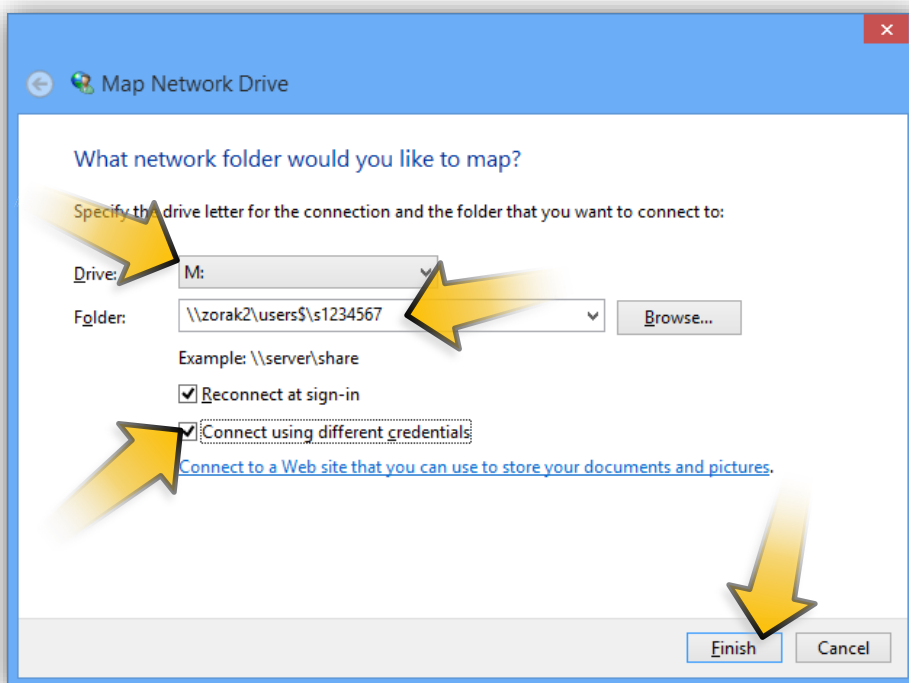 Map Network Drive
What network folder would you like to map?
Specify the drive letter for the connection and the folder that you want to connect to:
Drive: M:
Folder: \\zorak2\users$\s1234567 Browse...
Example: \\server\share
Reconnect at sign-in
Connect using different credentials
Connect to a Web site that you can use to store your documents and pictures.
Finish Cancel